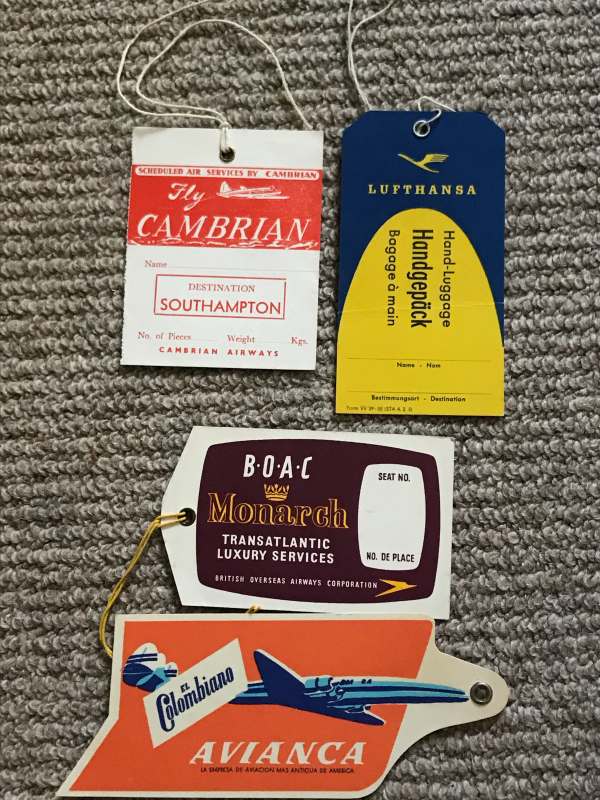 SCHEDULED AIR SERVICES BY CAMBRIAN
Fly
CAMBRIAN
Name
DESTINATION
SOUTHAMPTON
No. of Pieces Weight Kgs.
CAMBRIAN AIRWAYS
LUFTHANSA
Hand-Luggage
Handgepäck
Bagage à main
Name - Nom
Bestimmungsort - Destination
B·O·A·C
Monarch
TRANSATLANTIC
LUXURY SERVICES
BRITISH OVERSEAS AIRWAYS CORPORATION
SEAT NO.
NO. DE PLACE
EL
Colombiano
AVIANCA
LA EMPRESA DE AVIACION MAS ANTIGUA DE AMERICA